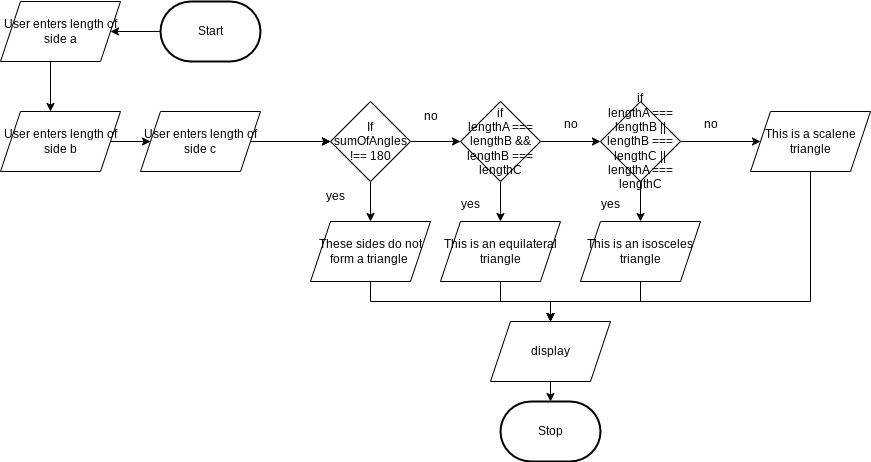 User enters length of
side a
Start
User enters length of
side b
User enters length of
side c
If
sumOfAngles
!== 180
no
if
lengthA ===
lengthB &&
lengthB ===
lengthC
no
if
lengthA ===
lengthB ||
lengthB ===
lengthC ||
lengthA ===
lengthC
no
This is a scalene
triangle
yes
yes
yes
These sides do not
form a triangle
This is an equilateral
triangle
This is an isosceles
triangle
display
Stop